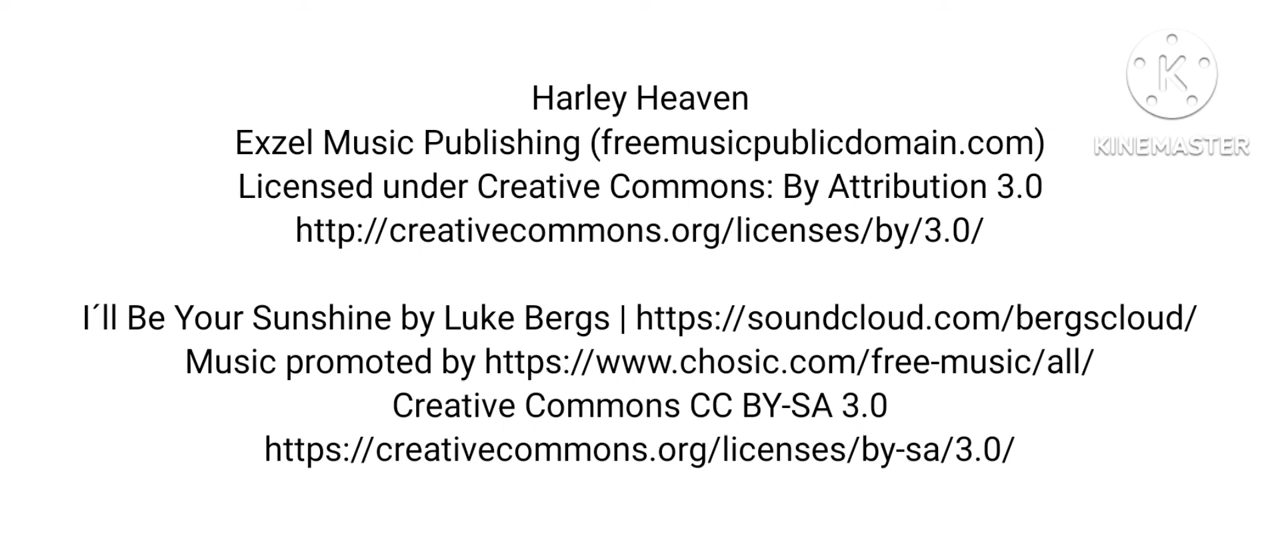 Harley Heaven
Exzel Music Publishing (freemusicpublicdomain.com)
Licensed under Creative Commons: By Attribution 3.0
http://creativecommons.org/licenses/by/3.0/
I´ll Be Your Sunshine by Luke Bergs | https://soundcloud.com/bergscloud/
Music promoted by https://www.chosic.com/free-music/all/
Creative Commons CC BY-SA 3.0
https://creativecommons.org/licenses/by-sa/3.0/
K
KINEMASTER